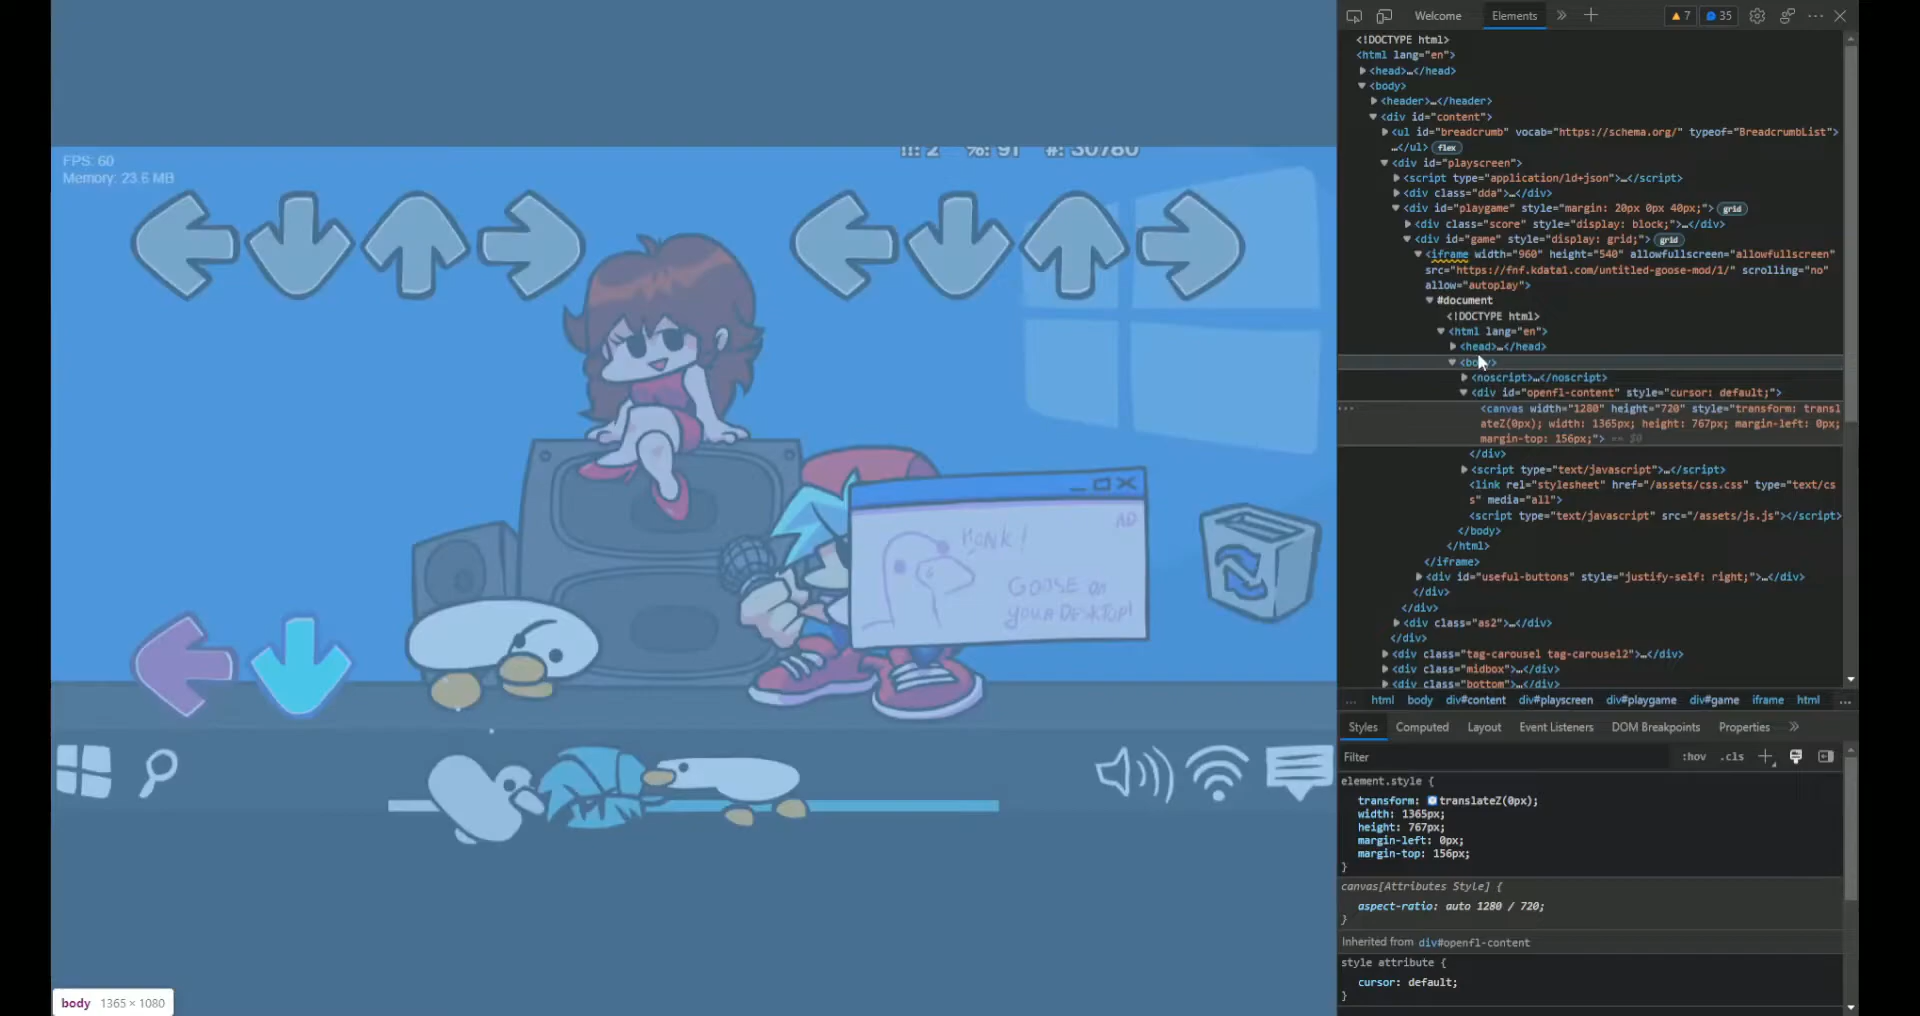 FPS: 60
Memory: 23.6 MB
!!: 2 %: 91 #: 30780
AD
HONK!
GOOSE on
your DESKTOP!
body 1365 × 1080
Welcome
Elements
7
35
<!DOCTYPE html>
<html lang="en">
<head>…</head>
<body>
<header>…</header>
<div id="content">
<ul id="breadcrumb" vocab="https://schema.org/" typeof="BreadcrumbList">
…</ul> flex
<div id="playscreen">
<script type="application/ld+json">…</script>
<div class="dda">…</div>
<div id="playgame" style="margin: 20px 0px 40px;"> grid
<div class="score" style="display: block;">…</div>
<div id="game" style="display: grid;"> grid
<iframe width="960" height="540" allowfullscreen="allowfullscreen"
src="https://fnf.kdata1.com/untitled-goose-mod/1/" scrolling="no"
allow="autoplay">
#document
<!DOCTYPE html>
<html lang="en">
<head>…</head>
<body>
<noscript>…</noscript>
<div id="openfl-content" style="cursor: default;">
<canvas width="1280" height="720" style="transform: transl
ateZ(0px); width: 1365px; height: 767px; margin-left: 0px;
margin-top: 156px;"> == $0
</div>
<script type="text/javascript">…</script>
<link rel="stylesheet" href="/assets/css.css" type="text/cs
s" media="all">
<script type="text/javascript" src="/assets/js.js"></script>
</body>
</html>
</iframe>
<div id="useful-buttons" style="justify-self: right;">…</div>
</div>
</div>
<div class="as2">…</div>
</div>
<div class="tag-carousel tag-carousel2">…</div>
<div class="midbox">…</div>
<div class="bottom">…</div>
… html body div#content div#playscreen div#playgame div#game iframe html …
Styles Computed Layout Event Listeners DOM Breakpoints Properties
Filter
:hov .cls
element.style {
transform: translateZ(0px);
width: 1365px;
height: 767px;
margin-left: 0px;
margin-top: 156px;
}
canvas[Attributes Style] {
aspect-ratio: auto 1280 / 720;
}
Inherited from div#openfl-content
style attribute {
cursor: default;
}